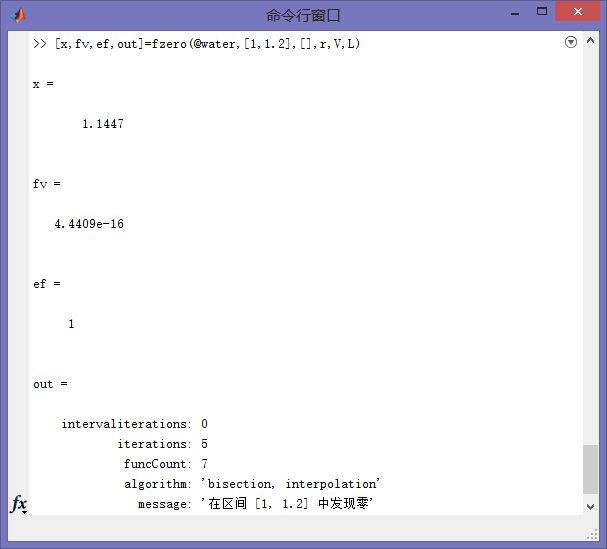 命令行窗口
>> [x,fv,ef,out]=fzero(@water,[1,1.2],[],r,V,L)
x =
1.1447
fv =
4.4409e-16
ef =
1
out =
intervaliterations: 0
iterations: 5
funcCount: 7
algorithm: 'bisection, interpolation'
message: '在区间 [1, 1.2] 中发现零'
fx